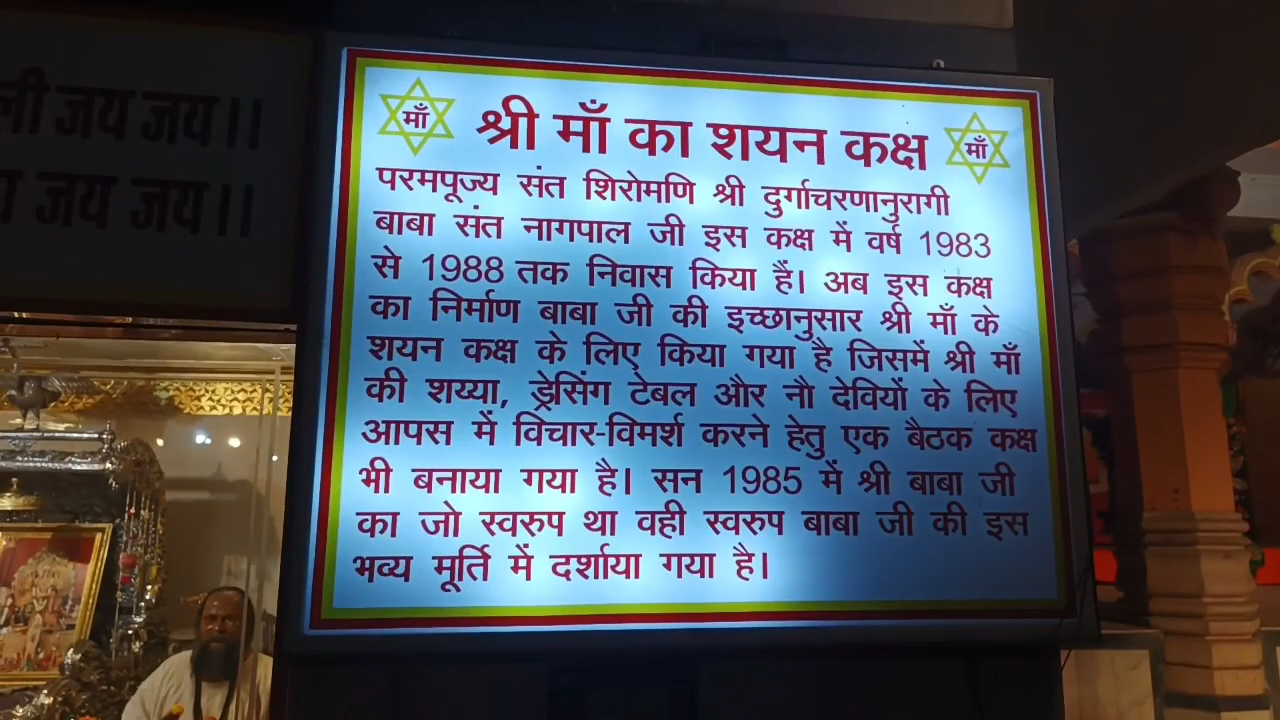 ली जय जय।।
जय जय।।
माँ
श्री माँ का शयन कक्ष
माँ
परमपूज्य संत शिरोमणि श्री दुर्गाचरणानुरागी
बाबा संत नागपाल जी इस कक्ष में वर्ष 1983
से 1988 तक निवास किया हैं। अब इस कक्ष
का निर्माण बाबा जी की इच्छानुसार श्री माँ के
शयन कक्ष के लिए किया गया है जिसमें श्री माँ
की शय्या, ड्रेसिंग टेबल और नौ देवियों के लिए
आपस में विचार-विमर्श करने हेतु एक बैठक कक्ष
भी बनाया गया है। सन 1985 में श्री बाबा जी
का जो स्वरुप था वही स्वरुप बाबा जी की इस
भव्य मूर्ति में दर्शाया गया है।